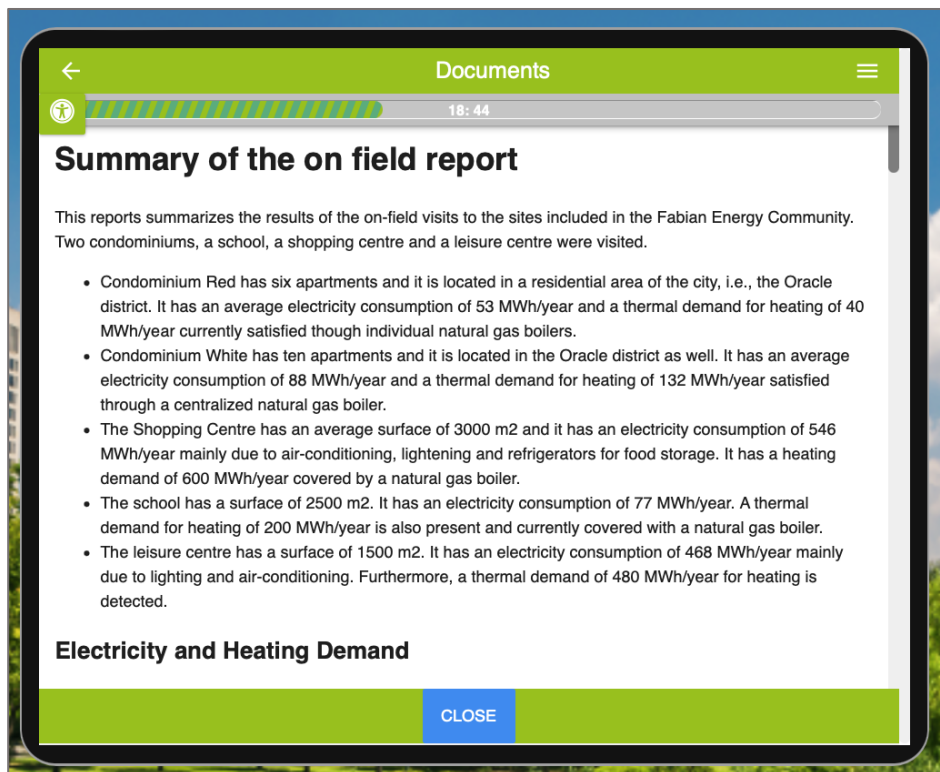 Documents
18: 44
Summary of the on field report
This reports summarizes the results of the on-field visits to the sites included in the Fabian Energy Community.
Two condominiums, a school, a shopping centre and a leisure centre were visited.
• Condominium Red has six apartments and it is located in a residential area of the city, i.e., the Oracle
district. It has an average electricity consumption of 53 MWh/year and a thermal demand for heating of 40
MWh/year currently satisfied though individual natural gas boilers.
• Condominium White has ten apartments and it is located in the Oracle district as well. It has an average
electricity consumption of 88 MWh/year and a thermal demand for heating of 132 MWh/year satisfied
through a centralized natural gas boiler.
• The Shopping Centre has an average surface of 3000 m2 and it has an electricity consumption of 546
MWh/year mainly due to air-conditioning, lightening and refrigerators for food storage. It has a heating
demand of 600 MWh/year covered by a natural gas boiler.
• The school has a surface of 2500 m2. It has an electricity consumption of 77 MWh/year. A thermal
demand for heating of 200 MWh/year is also present and currently covered with a natural gas boiler.
• The leisure centre has a surface of 1500 m2. It has an electricity consumption of 468 MWh/year mainly
due to lighting and air-conditioning. Furthermore, a thermal demand of 480 MWh/year for heating is
detected.
Electricity and Heating Demand
CLOSE